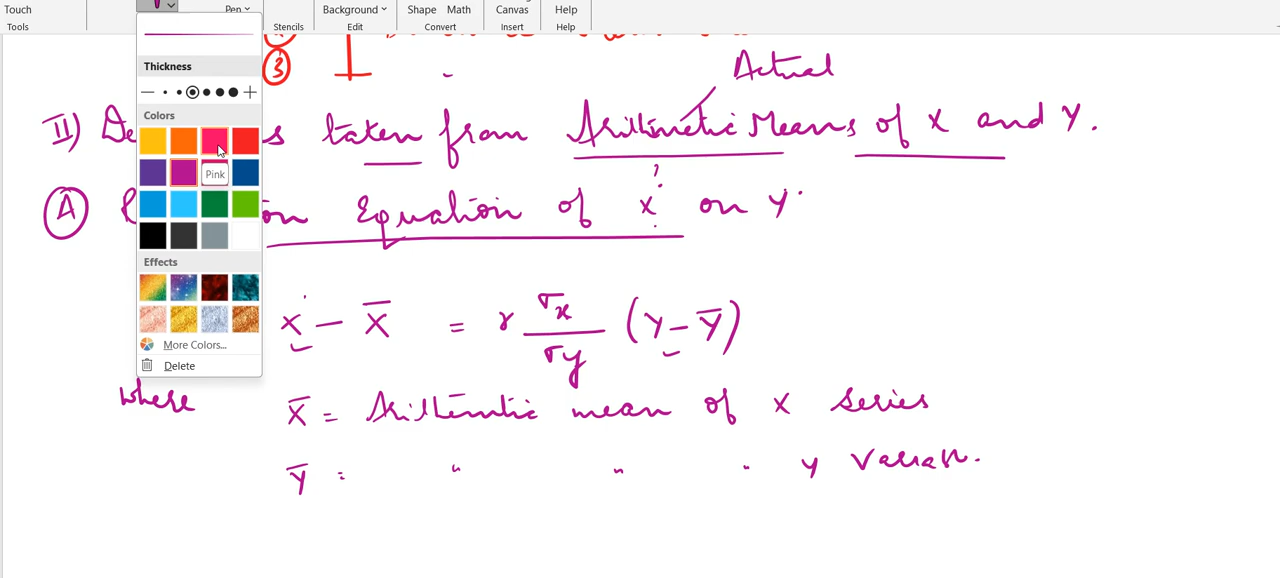 Touch Pen Background Shape Math Canvas Help
Tools Stencils Edit Convert Insert Help
Thickness
Colors
Pink
Effects
More Colors...
Delete
③
Actual
II) taken from Arithmetic Means of X and Y.
Ⓐ Equation of X on Y
X - X̄ = r σx/σy (Y - Ȳ)
where X̄ = Arithmetic mean of X series
Ȳ = " " " Y Variable.